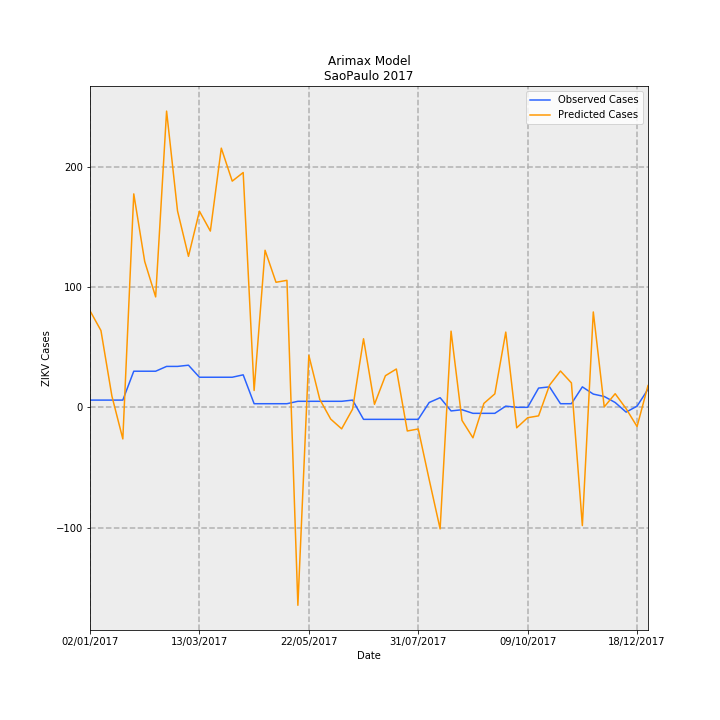 Arimax Model
SaoPaulo 2017
Observed Cases
Predicted Cases
ZIKV Cases
200
100
0
−100
02/01/2017
13/03/2017
22/05/2017
31/07/2017
09/10/2017
18/12/2017
Date